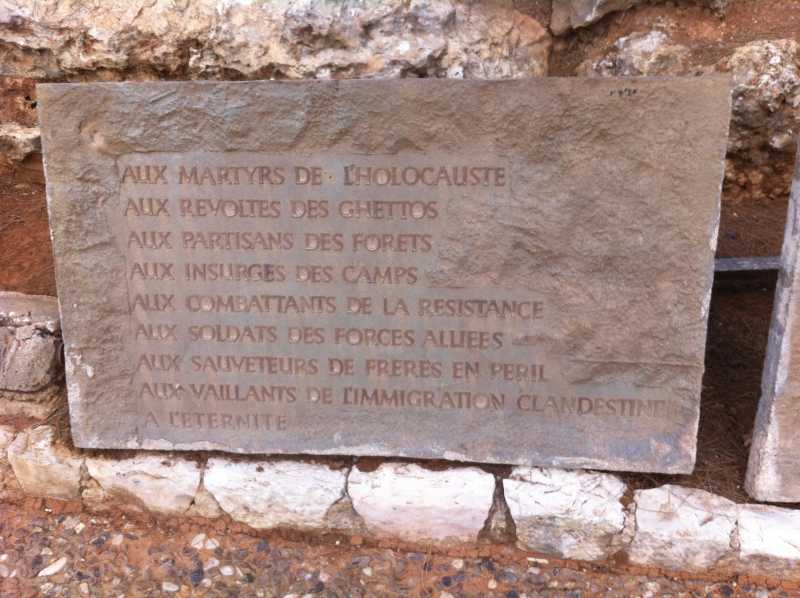 AUX MARTYRS DE L'HOLOCAUSTE
AUX REVOLTES DES GHETTOS
AUX PARTISANS DES FORETS
AUX INSURGES DES CAMPS
AUX COMBATTANTS DE LA RESISTANCE
AUX SOLDATS DES FORCES ALLIEES
AUX SAUVETEURS DE FRERES EN PERIL
AUX VAILLANTS DE L'IMMIGRATION CLANDESTINE
A L'ETERNITE